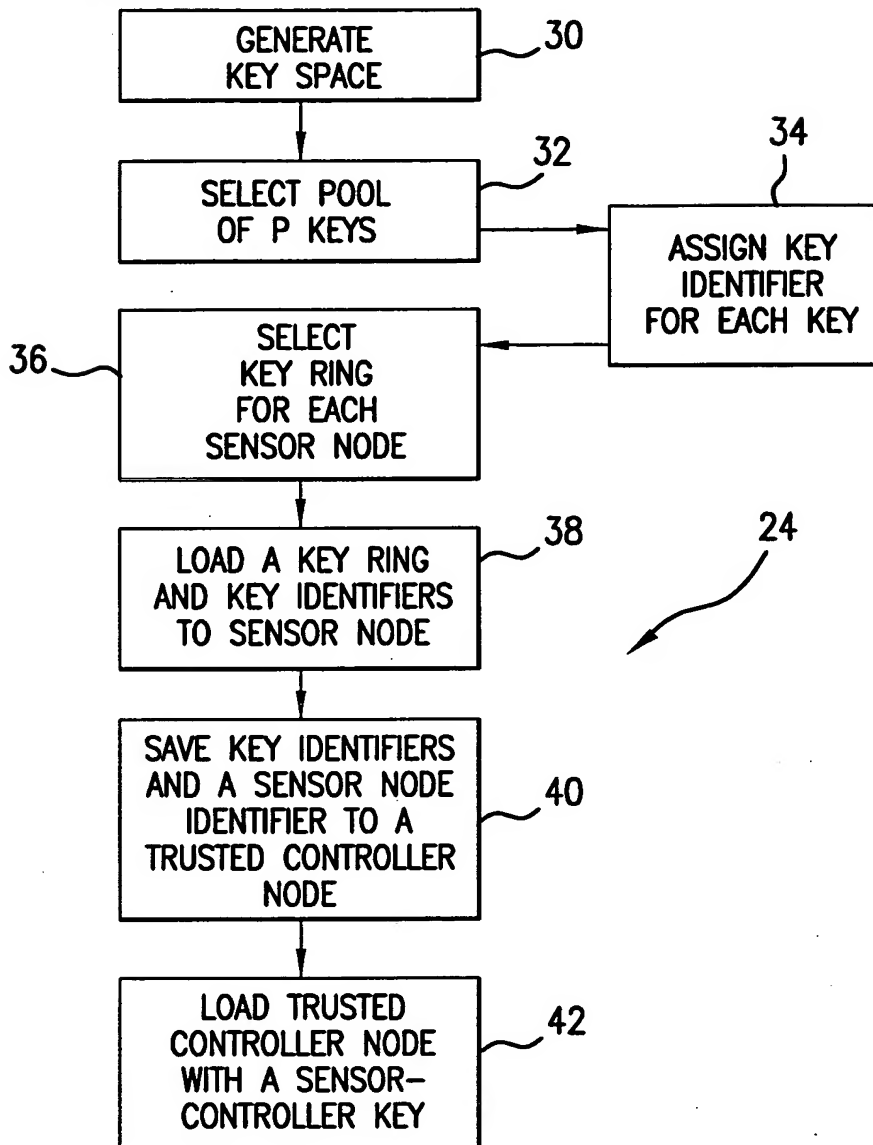 GENERATE
KEY SPACE
30
SELECT POOL
OF P KEYS
32
34
ASSIGN KEY
IDENTIFIER
FOR EACH KEY
36
SELECT
KEY RING
FOR EACH
SENSOR NODE
LOAD A KEY RING
AND KEY IDENTIFIERS
TO SENSOR NODE
38
24
SAVE KEY IDENTIFIERS
AND A SENSOR NODE
IDENTIFIER TO A
TRUSTED CONTROLLER
NODE
40
LOAD TRUSTED
CONTROLLER NODE
WITH A SENSOR–
CONTROLLER KEY
42